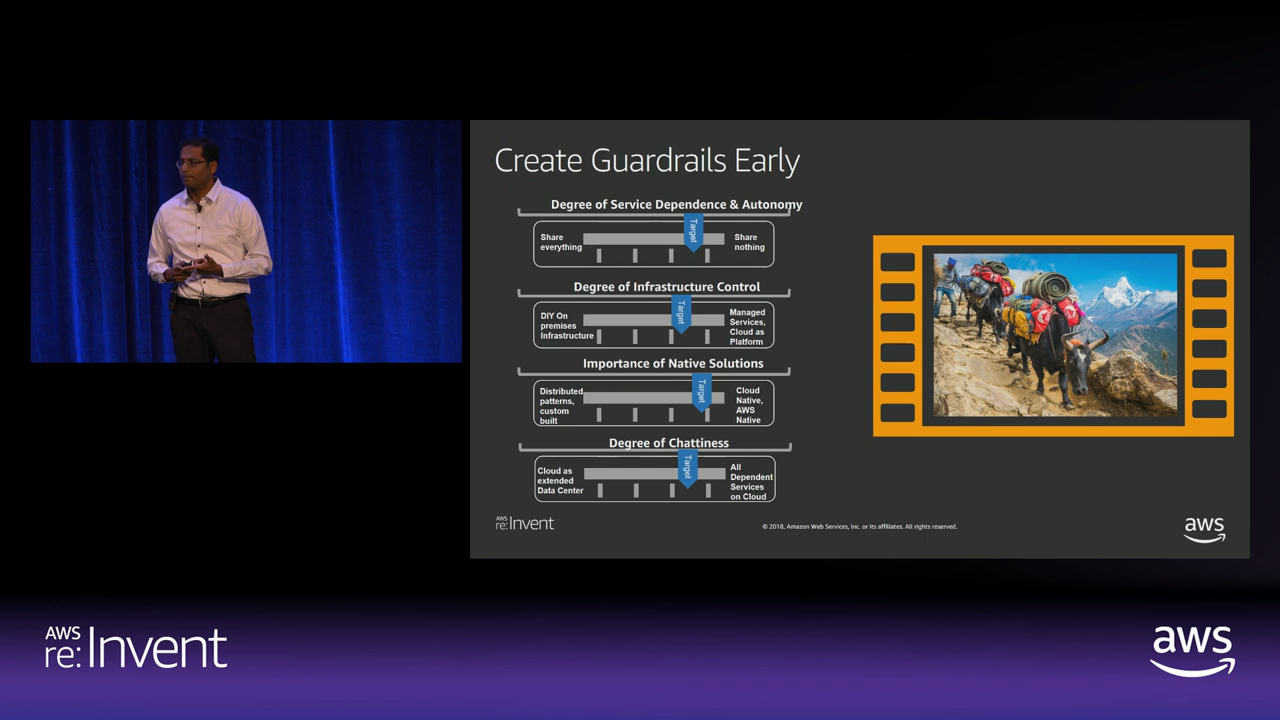 Create Guardrails Early
Degree of Service Dependence & Autonomy
Share
everything
Target
Share
nothing
Degree of Infrastructure Control
DIY On
premises
Infrastructure
Target
Managed
Services,
Cloud as
Platform
Importance of Native Solutions
Distributed
patterns,
custom
built
Target
Cloud
Native,
AWS
Native
Degree of Chattiness
Cloud as
extended
Data Center
Target
All
Dependent
Services
on Cloud
AWS
re:Invent
© 2018, Amazon Web Services, Inc. or its affiliates. All rights reserved.
aws
AWS
re:Invent
aws